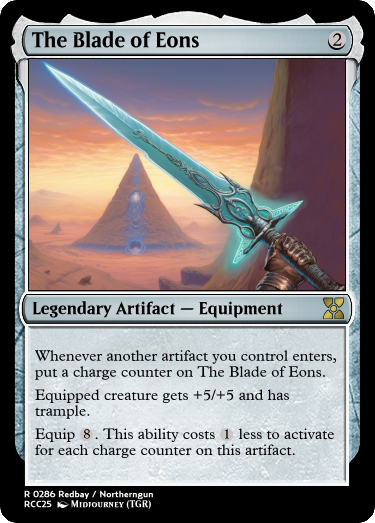 The Blade of Eons 2
Legendary Artifact — Equipment
Whenever another artifact you control enters,
put a charge counter on The Blade of Eons.
Equipped creature gets +5/+5 and has
trample.
Equip 8 . This ability costs 1 less to activate
for each charge counter on this artifact.
R 0286 Redbay / Northerngun
RCC25 Midjourney (TGR)